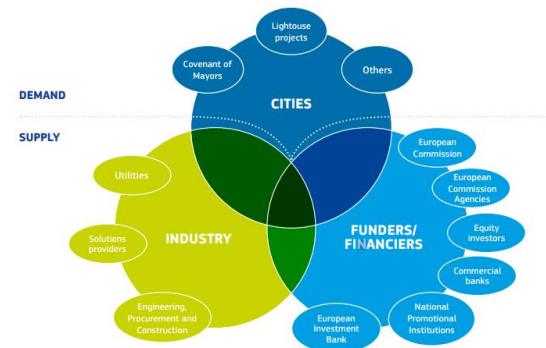 Lightouse
projects
Covenant of
Mayors
Others
DEMAND
CITIES
SUPPLY
European
Commission
Utilities
European
Commission
Agencies
INDUSTRY
FUNDERS/
FINANCIERS
Equity
investors
Solutions
providers
Commercial
banks
Engineering,
Procurement and
Construction
European
Investment
Bank
National
Promotional
Institutions